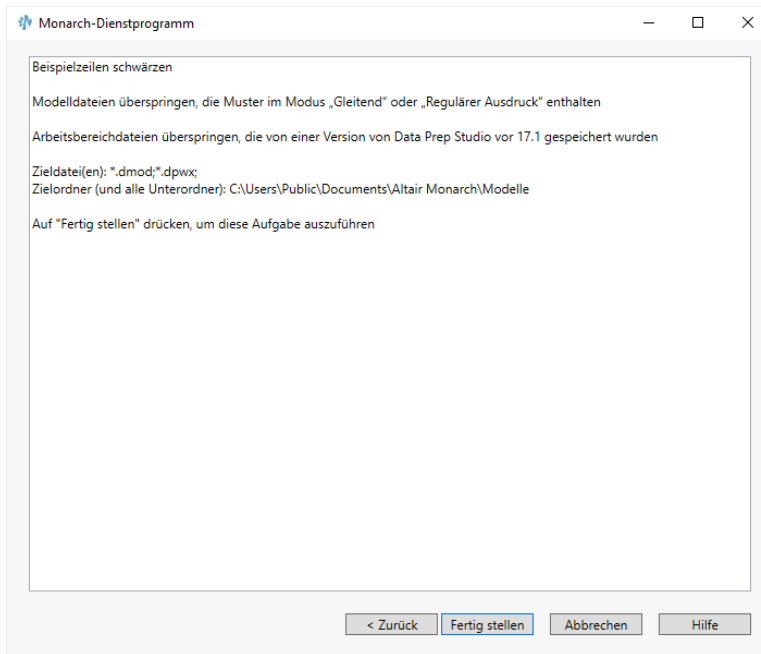 Monarch-Dienstprogramm
Beispielzeilen schwärzen
Modelldateien überspringen, die Muster im Modus „Gleitend“ oder „Regulärer Ausdruck“ enthalten
Arbeitsbereichdateien überspringen, die von einer Version von Data Prep Studio vor 17.1 gespeichert wurden
Zieldatei(en): *.dmod;*.dpwx;
Zielordner (und alle Unterordner): C:\Users\Public\Documents\Altair Monarch\Modelle
Auf "Fertig stellen" drücken, um diese Aufgabe auszuführen
< Zurück Fertig stellen Abbrechen Hilfe